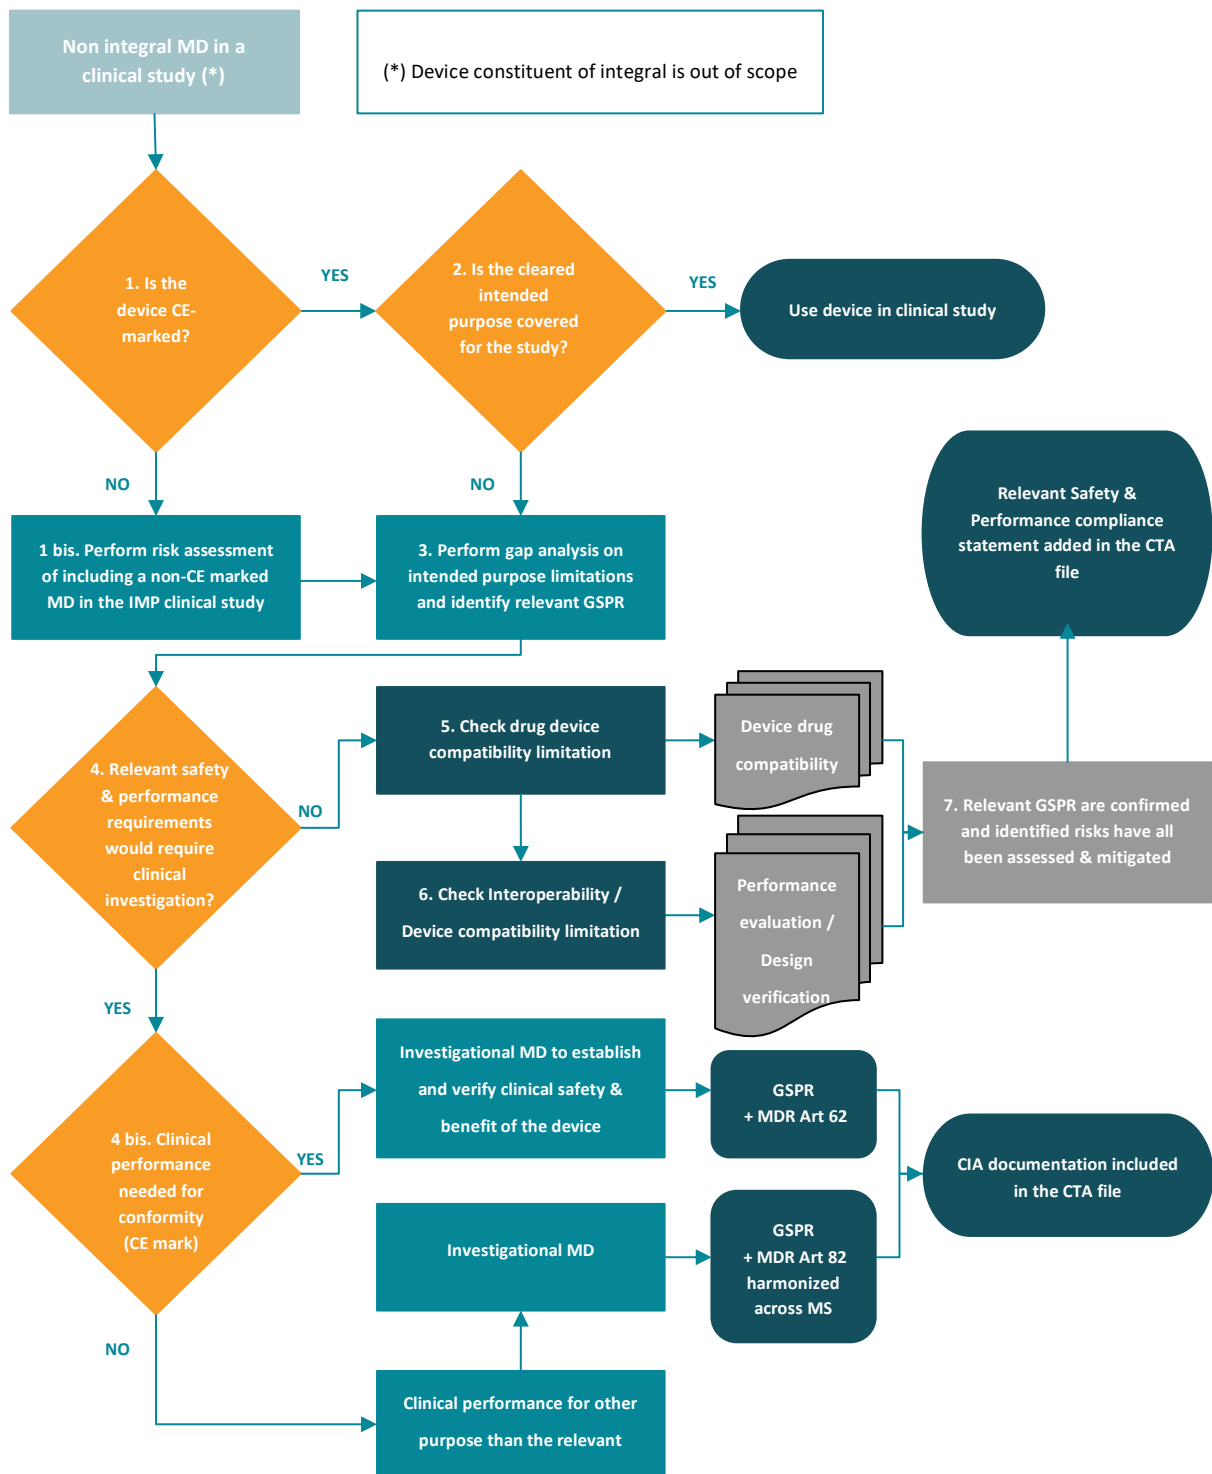 Non integral MD in a
clinical study (*)
(*) Device constituent of integral is out of scope
1. Is the
device CE-
marked?
YES
2. Is the cleared
intended
purpose covered
for the study?
YES
Use device in clinical study
NO
NO
1 bis. Perform risk assessment
of including a non-CE marked
MD in the IMP clinical study
3. Perform gap analysis on
intended purpose limitations
and identify relevant GSPR
Relevant Safety &
Performance compliance
statement added in the CTA
file
4. Relevant safety
& performance
requirements
would require
clinical
investigation?
NO
5. Check drug device
compatibility limitation
Device drug
compatibility
6. Check Interoperability /
Device compatibility limitation
Performance
evaluation /
Design
verification
7. Relevant GSPR are confirmed
and identified risks have all
been assessed & mitigated
YES
4 bis. Clinical
performance
needed for
conformity
(CE mark)
YES
Investigational MD to establish
and verify clinical safety &
benefit of the device
GSPR
+ MDR Art 62
CIA documentation included
in the CTA file
Investigational MD
GSPR
+ MDR Art 82
harmonized
across MS
NO
Clinical performance for other
purpose than the relevant